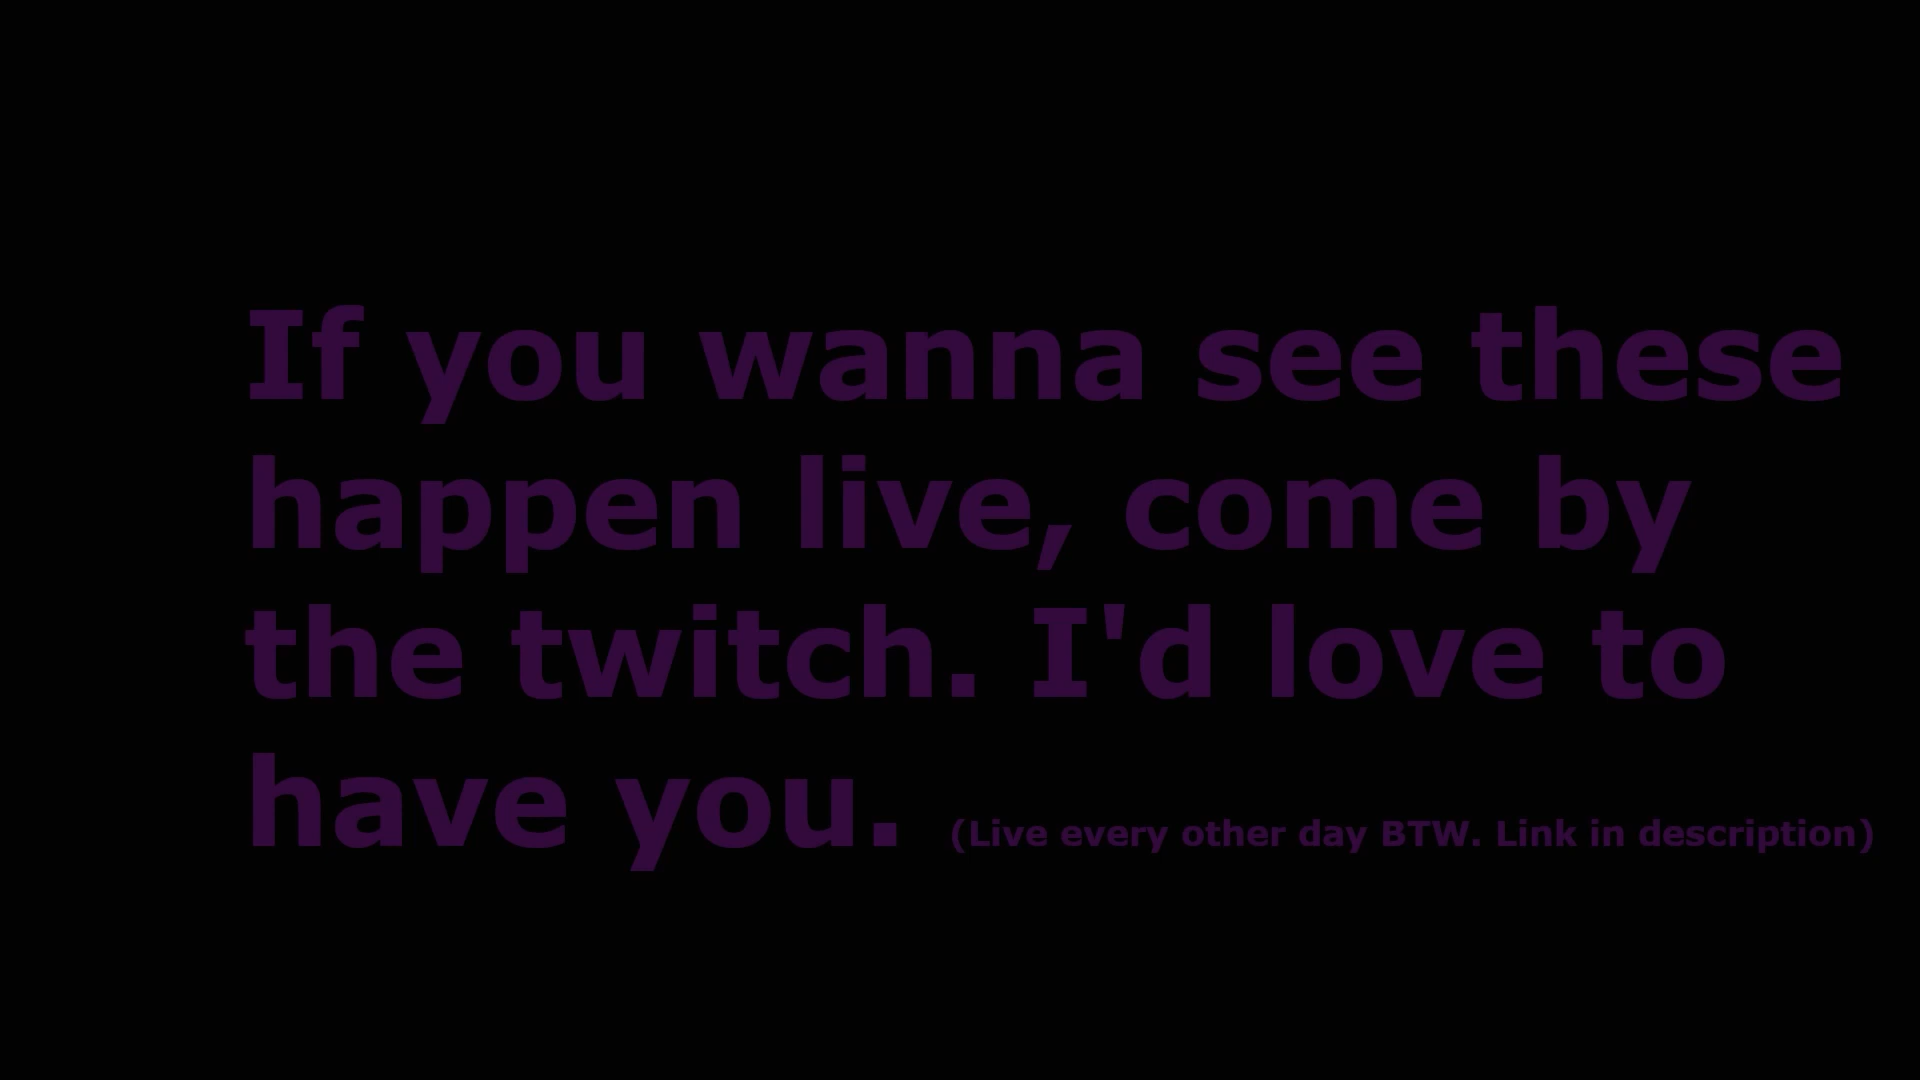 If you wanna see these
happen live, come by
the twitch. I'd love to
have you. (Live every other day BTW. Link in description)